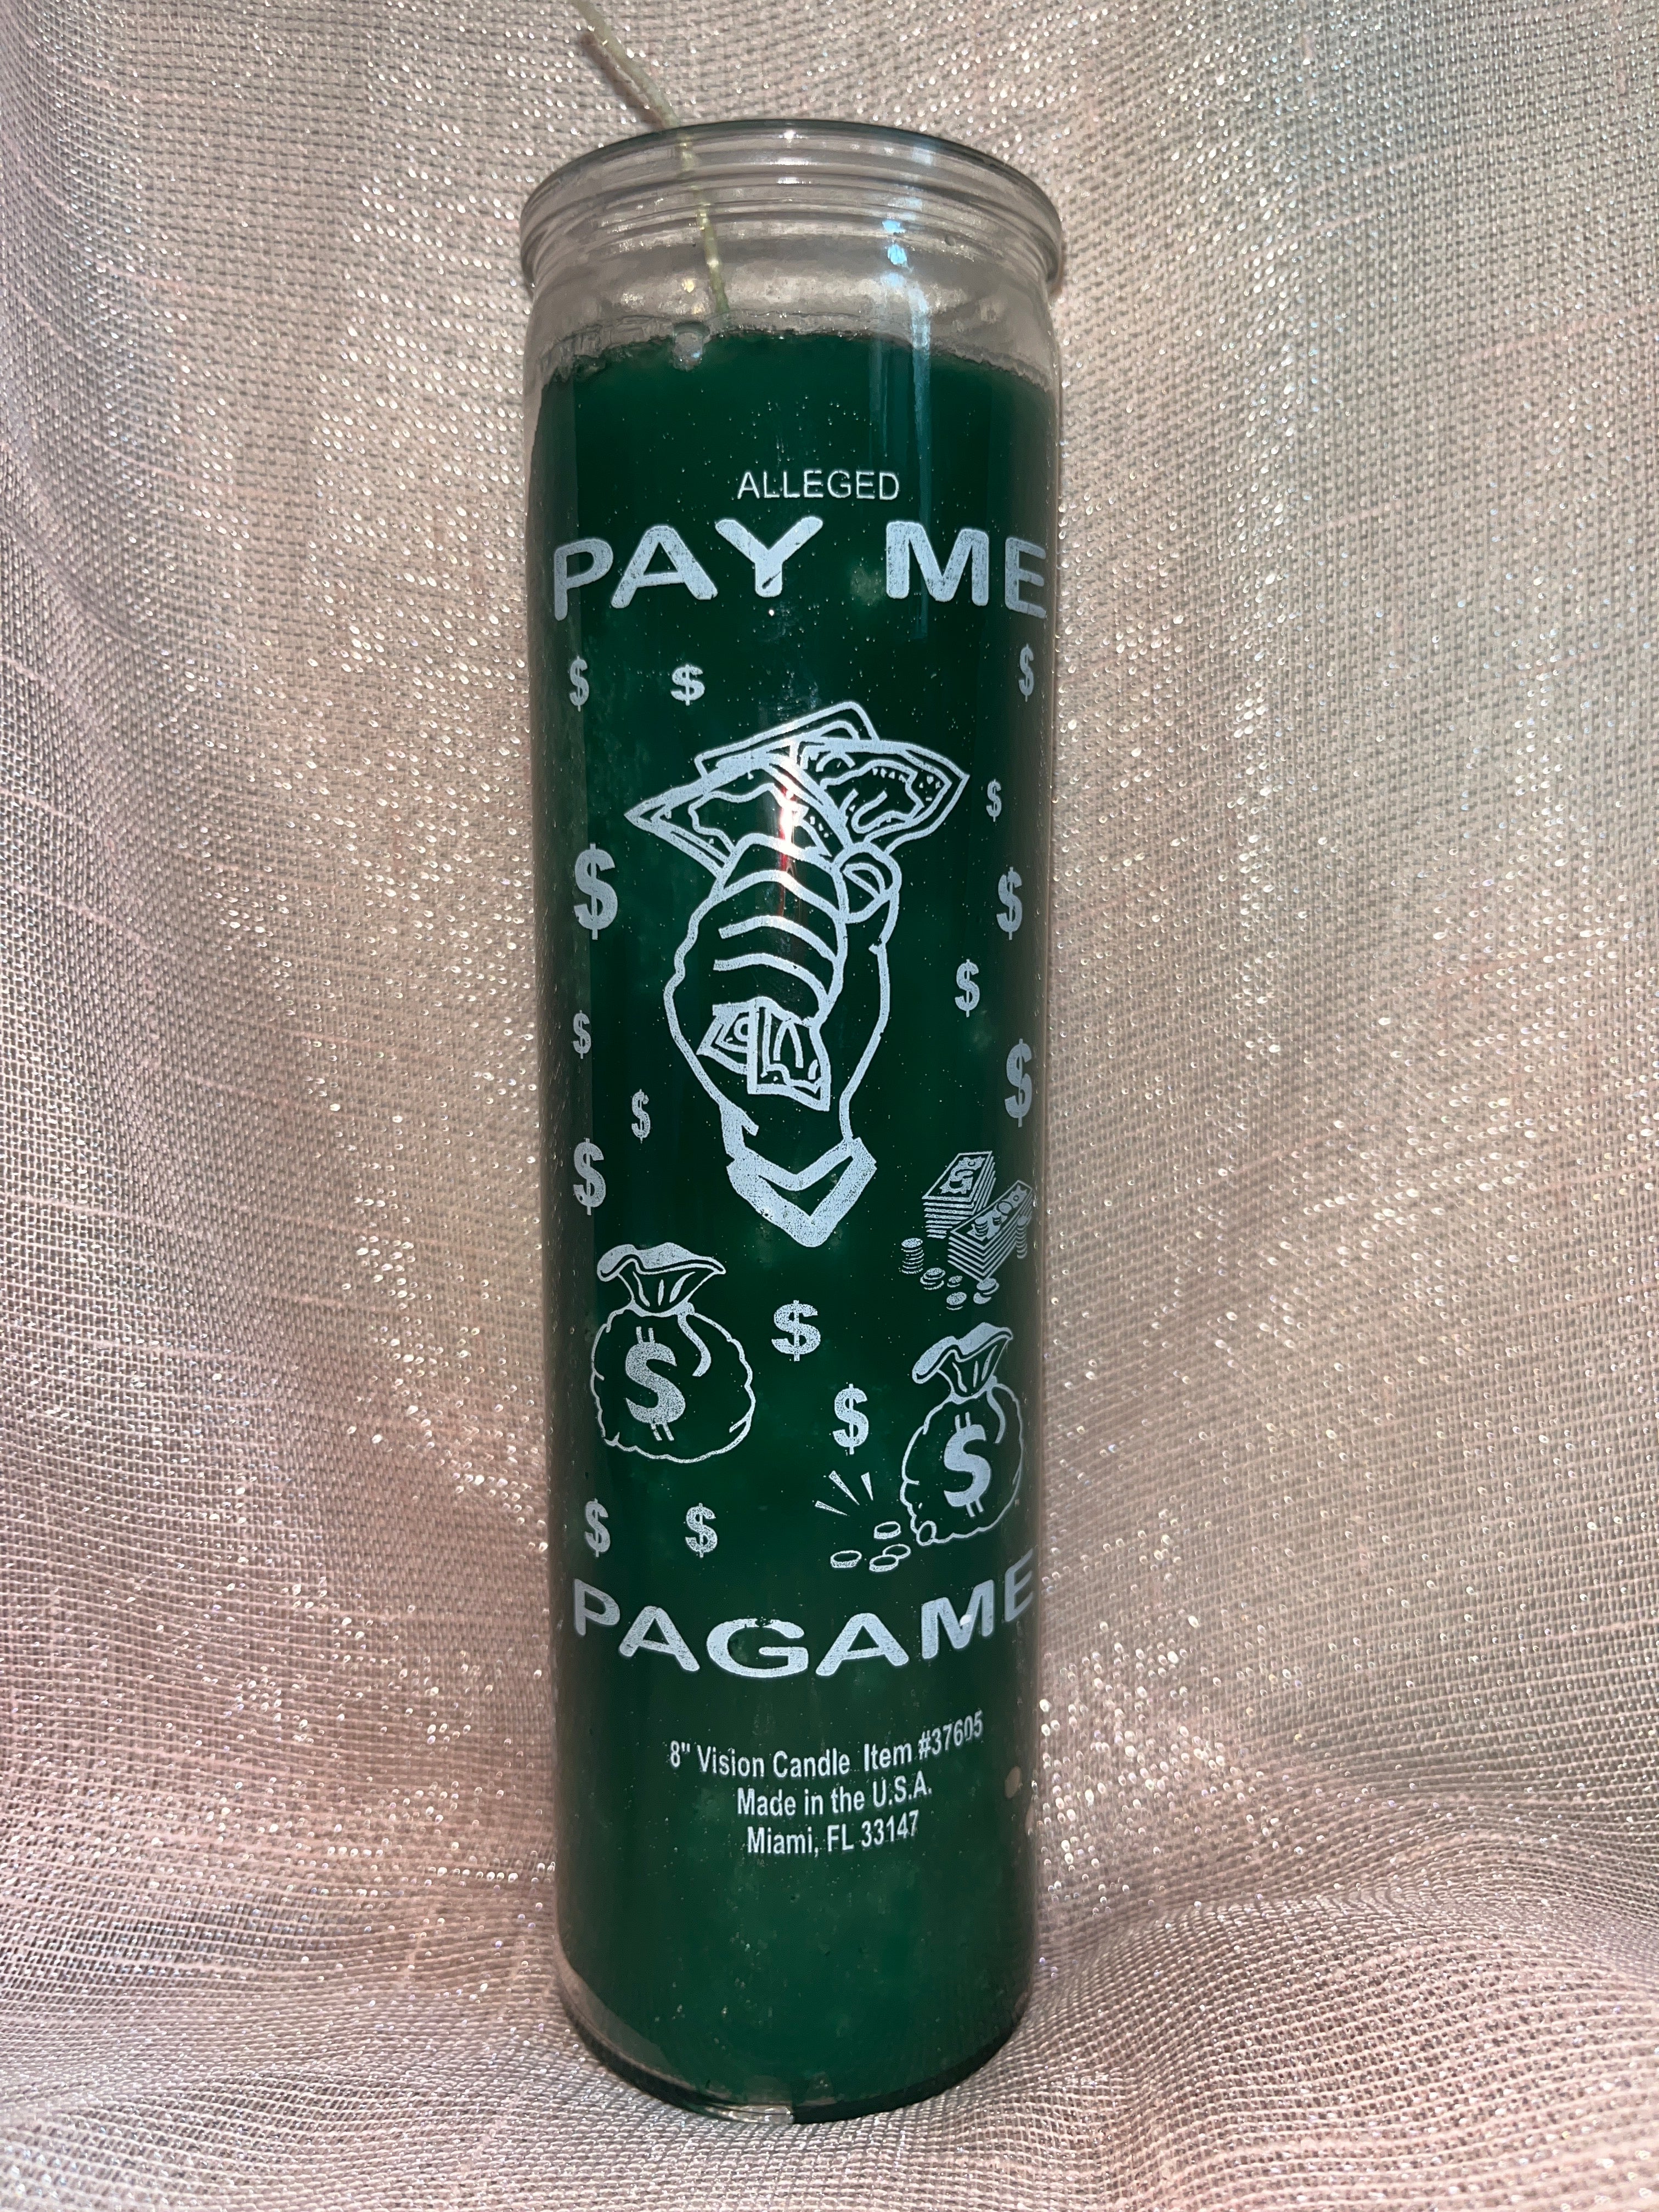 ALLEGED
PAY ME
$ $ $
$
$ $
$
$ $
$
$
$
$ $
$ $
$ $
PAGAME
8" Vision Candle Item #37605
Made in the U.S.A.
Miami, FL 33147